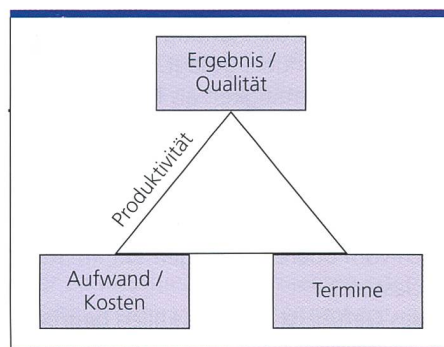 Ergebnis /
Qualität
Produktivität
Aufwand /
Kosten
Termine